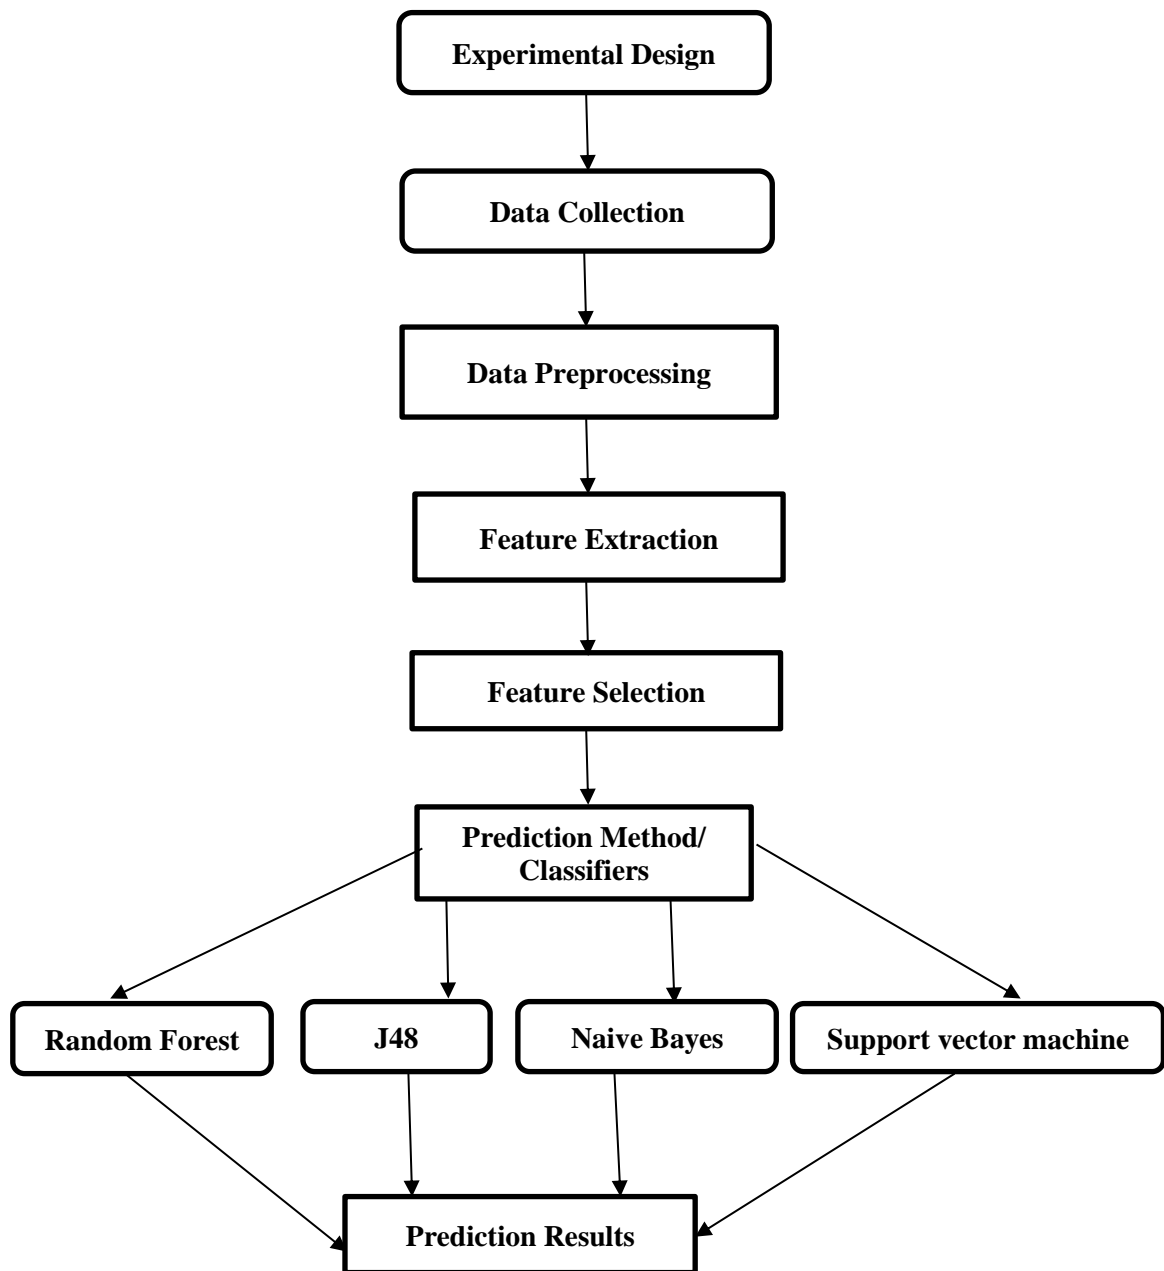 Experimental Design
Data Collection
Data Preprocessing
Feature Extraction
Feature Selection
Prediction Method/
Classifiers
Random Forest
J48
Naive Bayes
Support vector machine
Prediction Results